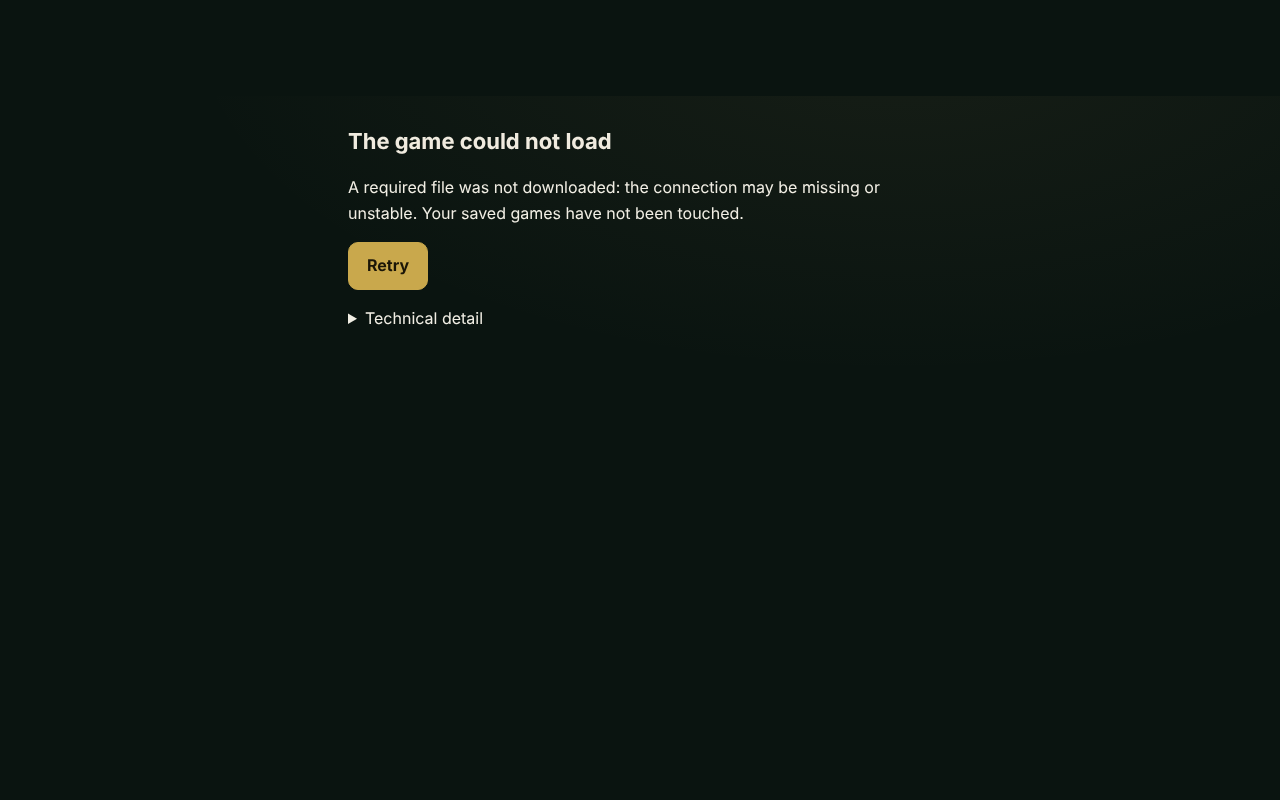 The game could not load
A required file was not downloaded: the connection may be missing or
unstable. Your saved games have not been touched.
Retry
Technical detail